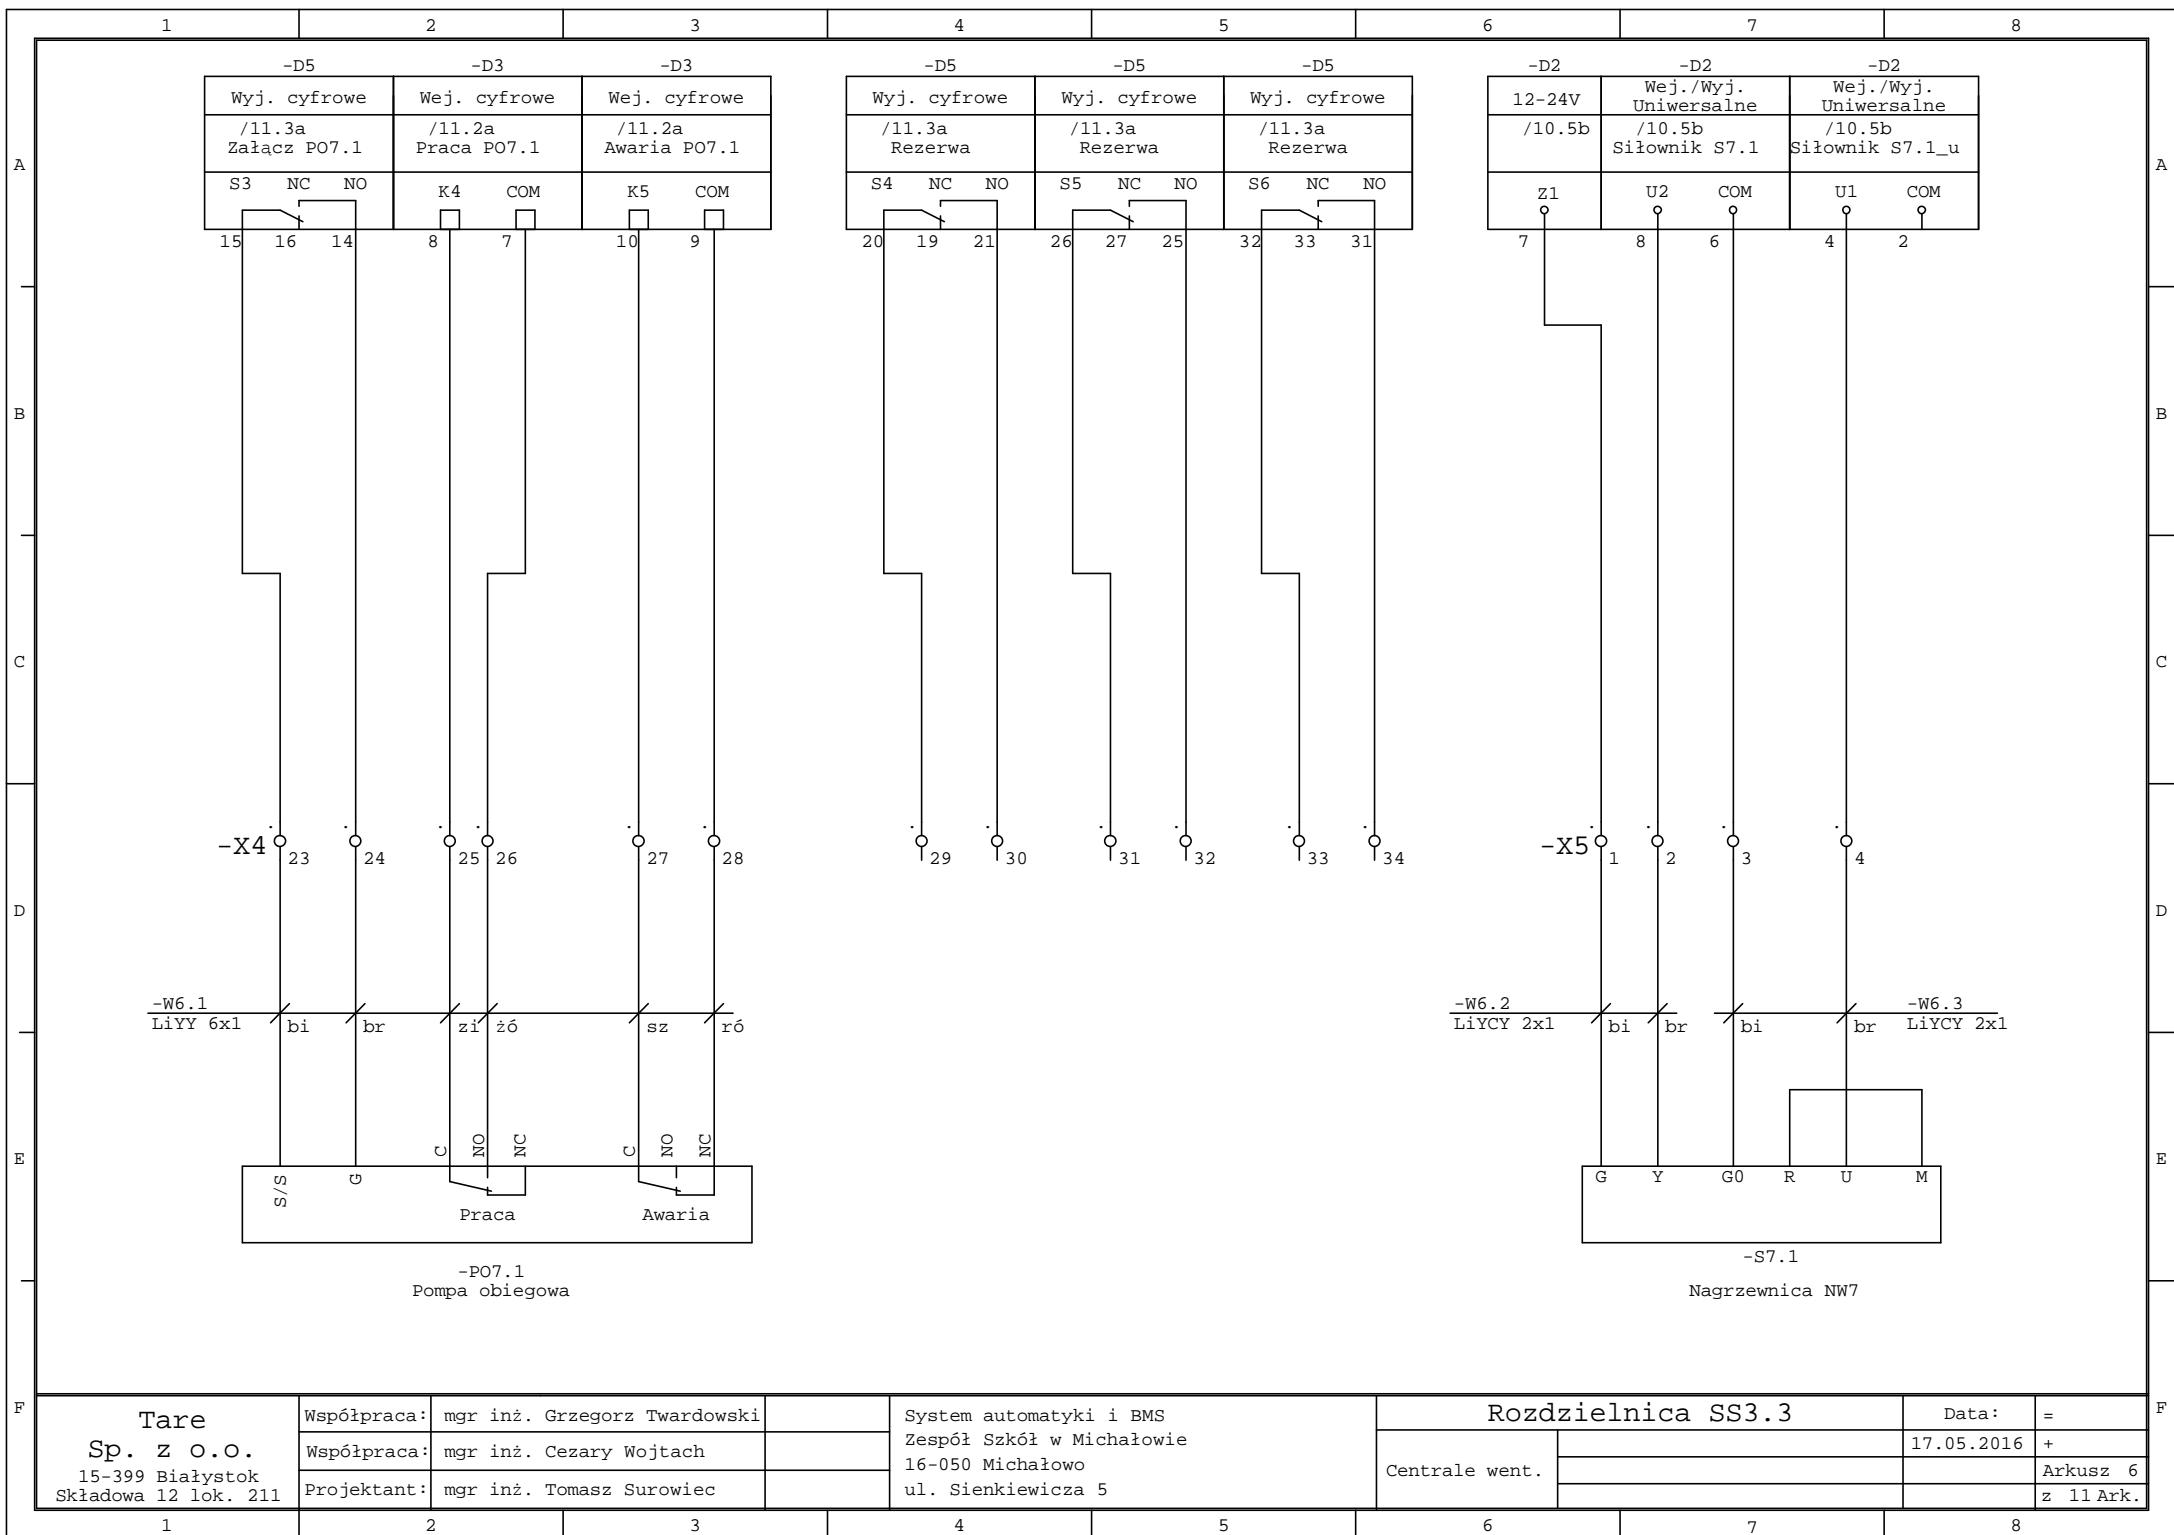 1 2 3 4 5 6 7 8
-D5 -D3 -D3 -D5 -D5 -D5 -D2 -D2 -D2
Wyj. cyfrowe Wej. cyfrowe Wej. cyfrowe Wyj. cyfrowe Wyj. cyfrowe Wyj. cyfrowe 12-24V Wej./Wyj. Wej./Wyj.
Uniwersalne Uniwersalne
/11.3a /11.2a /11.2a /11.3a /11.3a /11.3a /10.5b /10.5b /10.5b
Załącz PO7.1 Praca PO7.1 Awaria PO7.1 Rezerwa Rezerwa Rezerwa Siłownik S7.1 Siłownik S7.1_u
A A
S3 NC NO K4 COM K5 COM S4 NC NO S5 NC NO S6 NC NO Z1 U2 COM U1 COM
15 16 14 8 7 10 9 20 19 21 26 27 25 32 33 31 7 8 6 4 2
B B
C C
-X4 23 24 25 26 27 28 29 30 31 32 33 34 -X5 1 2 3 4
D D
-W6.1 -W6.2 -W6.3
LiYY 6x1 bi br zi żó sz ró LiYCY 2x1 bi br bi br LiYCY 2x1
C NO NC C NO NC
E E
S/S G G Y G0 R U M
Praca Awaria
-PO7.1 -S7.1
Pompa obiegowa Nagrzewnica NW7
F F
Tare
Sp. z o.o.
15-399 Białystok
Składowa 12 lok. 211
Współpraca: mgr inż. Grzegorz Twardowski
Współpraca: mgr inż. Cezary Wojtach
Projektant: mgr inż. Tomasz Surowiec
System automatyki i BMS
Zespół Szkół w Michałowie
16-050 Michałowo
ul. Sienkiewicza 5
Rozdzielnica SS3.3
Centrale went.
Data: =
17.05.2016 +
Arkusz 6
z 11 Ark.
1 2 3 4 5 6 7 8